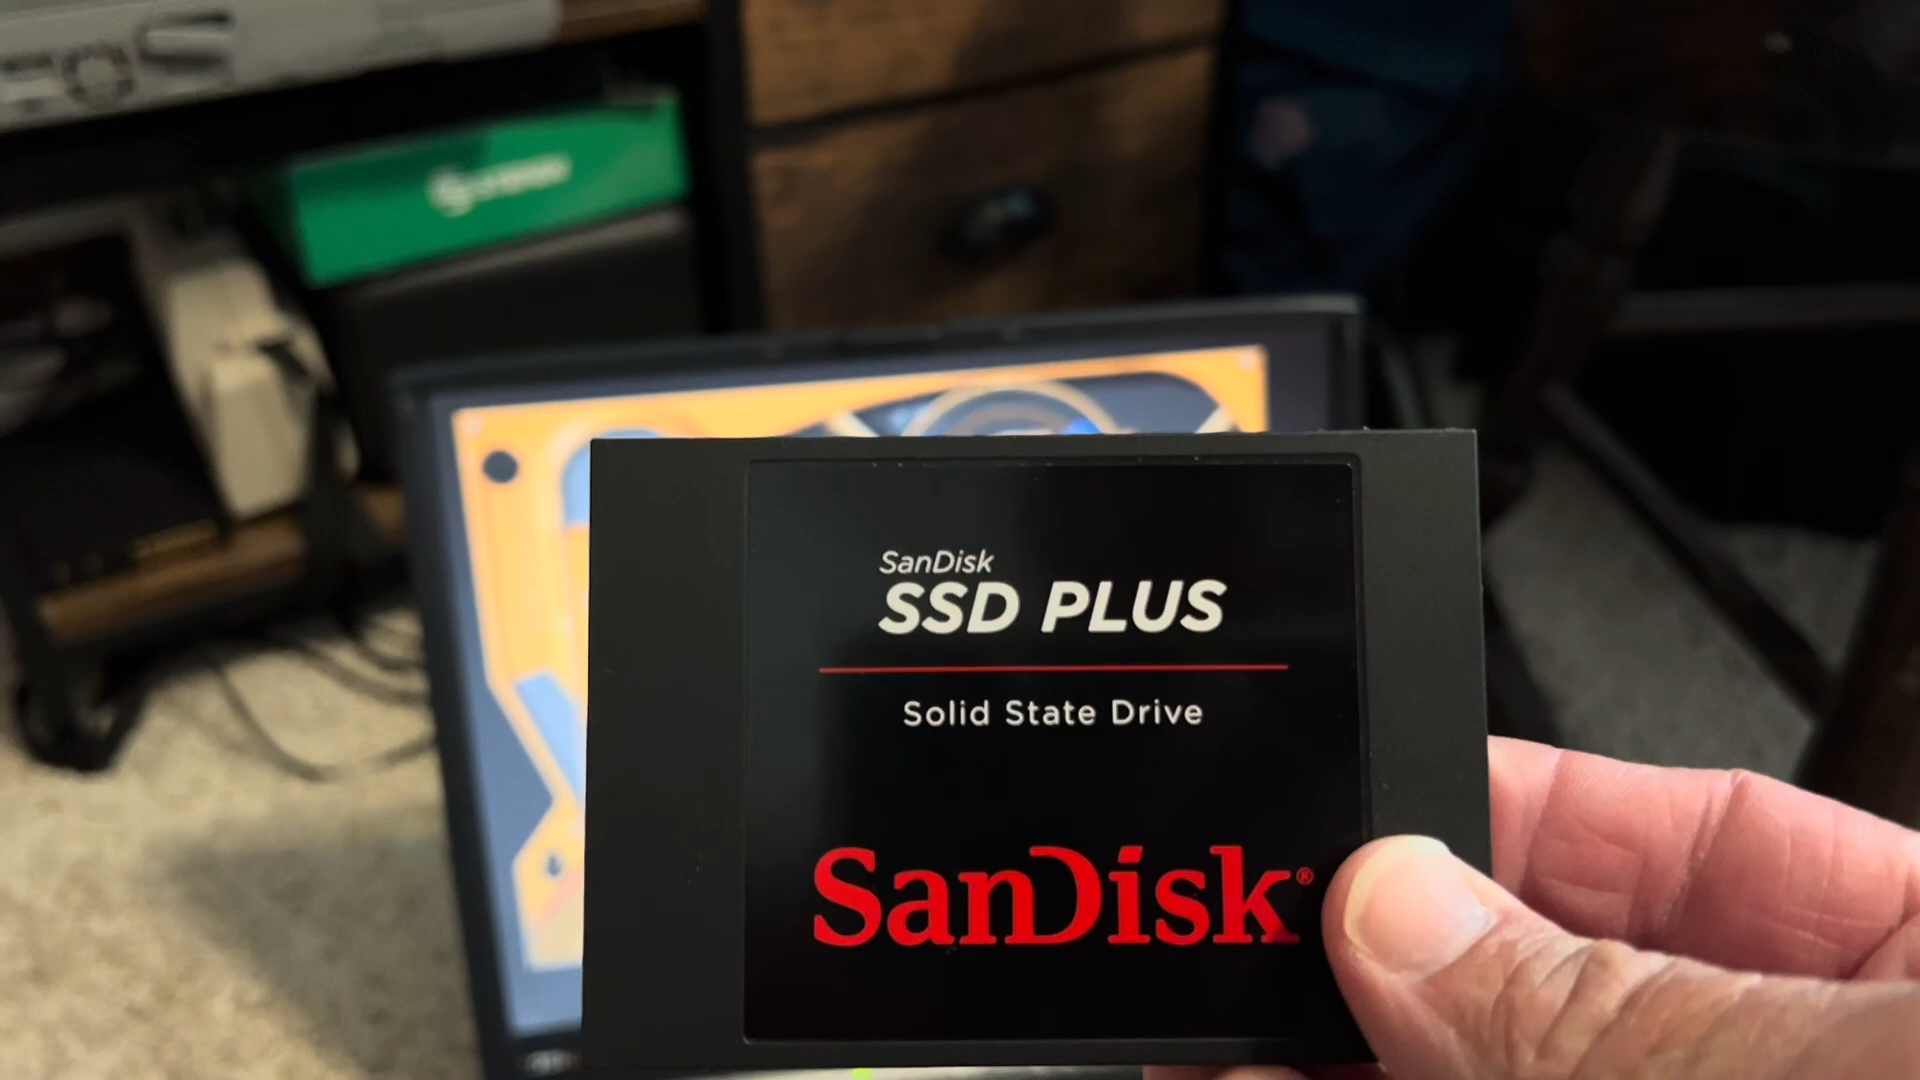 SanDisk
SSD PLUS
Solid State Drive
SanDisk®